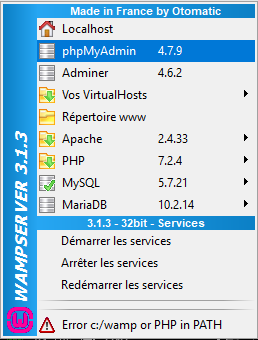 Made in France by Otomatic
Localhost
phpMyAdmin 4.7.9
Adminer 4.6.2
Vos VirtualHosts
Répertoire www
Apache 2.4.33
PHP 7.2.4
MySQL 5.7.21
MariaDB 10.2.14
3.1.3 - 32bit - Services
Démarrer les services
Arrêter les services
Redémarrer les services
Error c:/wamp or PHP in PATH
WAMPSERVER 3.1.3